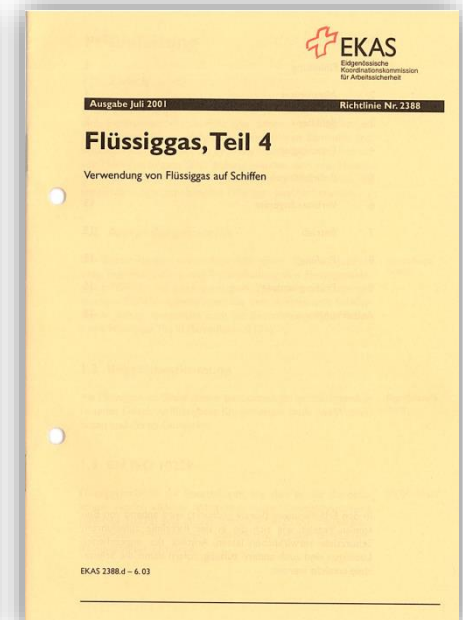 EKAS
Eidgenössische
Koordinationskommission
für Arbeitssicherheit
Ausgabe Juli 2001 Richtlinie Nr. 2388
Flüssiggas, Teil 4
Verwendung von Flüssiggas auf Schiffen
EKAS 2388.d – 6.03